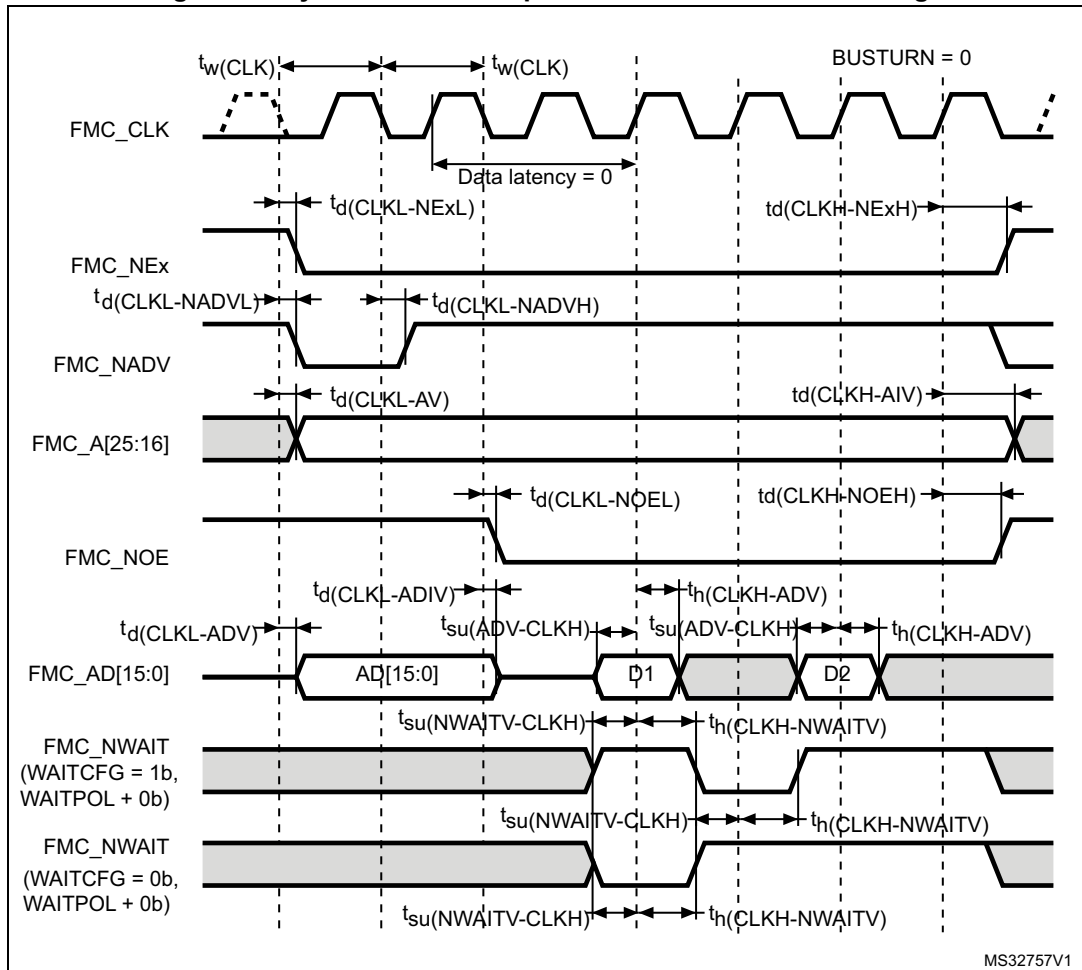 tw(CLK) tw(CLK) BUSTURN = 0
FMC_CLK
Data latency = 0
td(CLKL-NExL) td(CLKH-NExH)
FMC_NEx
td(CLKL-NADVL) td(CLKL-NADVH)
FMC_NADV
td(CLKL-AV) td(CLKH-AIV)
FMC_A[25:16]
td(CLKL-NOEL) td(CLKH-NOEH)
FMC_NOE
td(CLKL-ADIV) th(CLKH-ADV)
td(CLKL-ADV) tsu(ADV-CLKH) tsu(ADV-CLKH) th(CLKH-ADV)
FMC_AD[15:0] AD[15:0] D1 D2
tsu(NWAITV-CLKH) th(CLKH-NWAITV)
FMC_NWAIT
(WAITCFG = 1b,
WAITPOL + 0b)
tsu(NWAITV-CLKH) th(CLKH-NWAITV)
FMC_NWAIT
(WAITCFG = 0b,
WAITPOL + 0b)
tsu(NWAITV-CLKH) th(CLKH-NWAITV)
MS32757V1